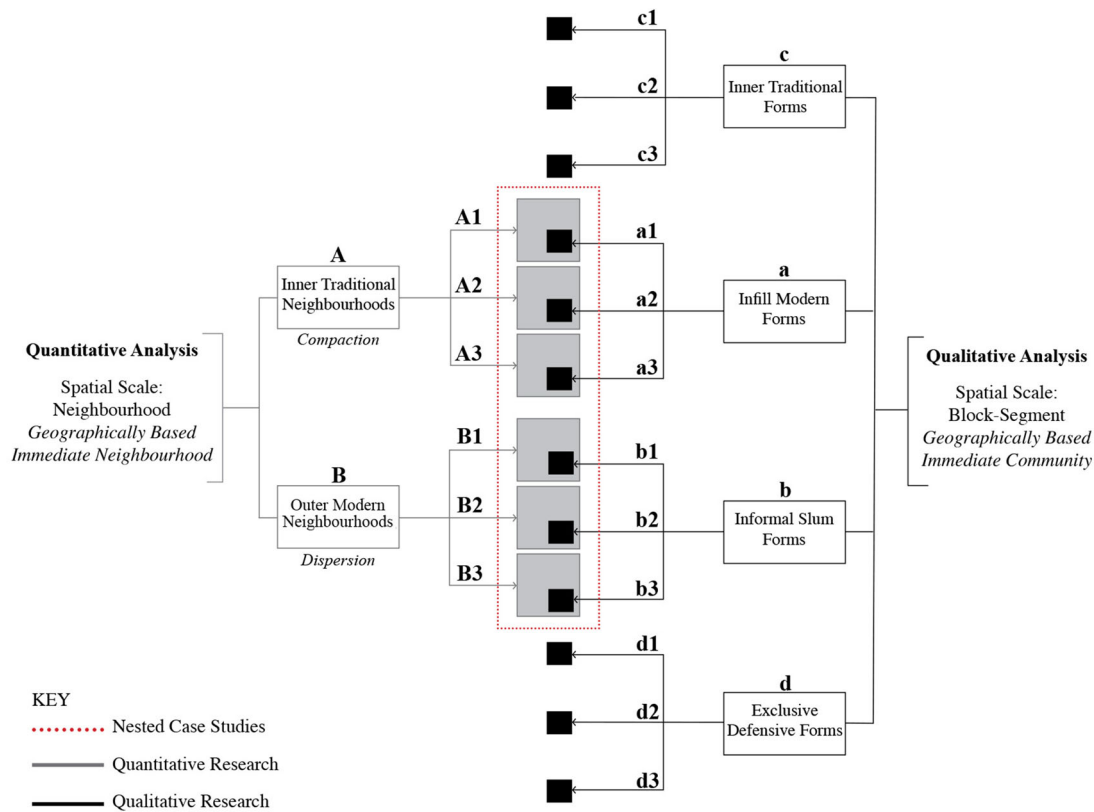 c1
c
c2
Inner Traditional
Forms
c3
A1
a1
A
a
Inner Traditional
Neighbourhoods
A2
a2
Infill Modern
Forms
Compaction
A3
a3
Quantitative Analysis
Spatial Scale:
Neighbourhood
Geographically Based
Immediate Neighbourhood
Qualitative Analysis
Spatial Scale:
Block-Segment
Geographically Based
Immediate Community
B1
b1
B
b
Outer Modern
Neighbourhoods
B2
b2
Informal Slum
Forms
Dispersion
B3
b3
d1
d
d2
Exclusive
Defensive Forms
d3
KEY
Nested Case Studies
Quantitative Research
Qualitative Research